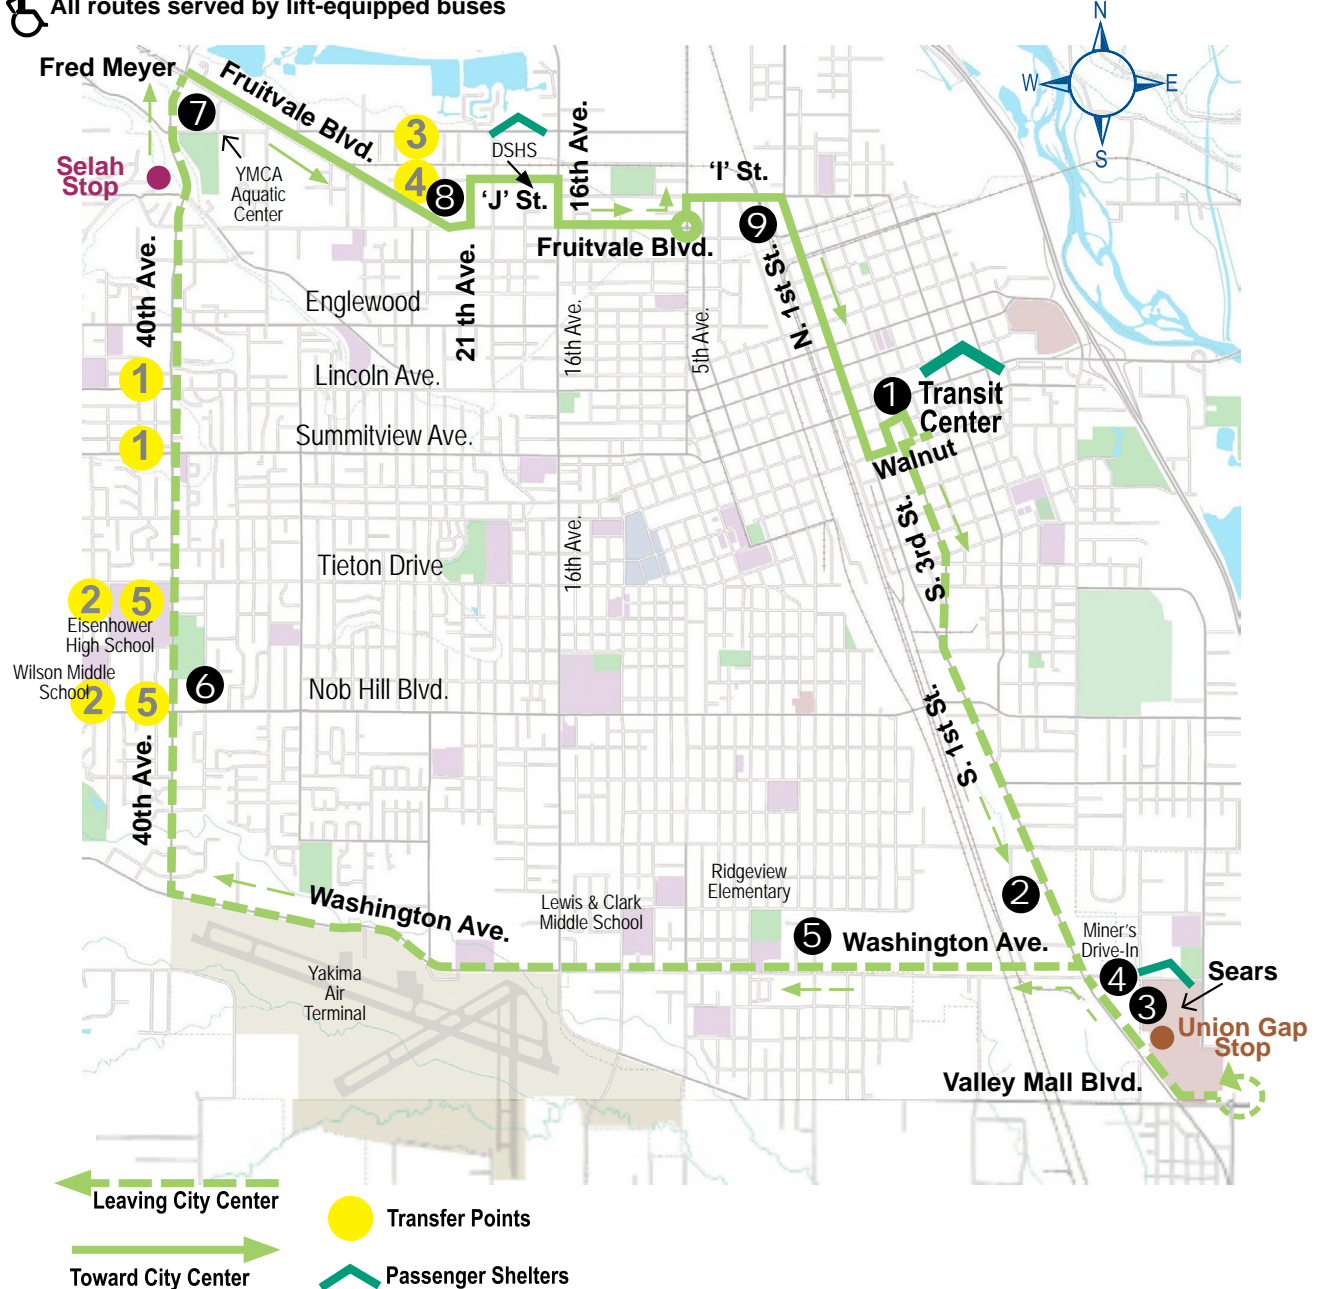 All routes served by lift-equipped buses
N
W
E
S
Fred Meyer
Fruitvale Blvd.
7
3
DSHS
16th Ave.
Selah
Stop
YMCA
Aquatic
Center
4
8
'J' St.
'I' St.
9
Fruitvale Blvd.
40th Ave.
21 th Ave.
Englewood
16th Ave.
5th Ave.
N. 1st St.
1
Lincoln Ave.
1
Transit
Center
1
Summitview Ave.
Walnut
S. 3rd St.
16th Ave.
Tieton Drive
2
5
Eisenhower
High School
Wilson Middle
School
2
5
6
Nob Hill Blvd.
S. 1st St.
40th Ave.
Ridgeview
Elementary
2
Washington Ave.
Lewis & Clark
Middle School
5
Washington Ave.
Miner's
Drive-In
4
3
Sears
Yakima
Air
Terminal
Union Gap
Stop
Valley Mall Blvd.
Leaving City Center
Transfer Points
Toward City Center
Passenger Shelters